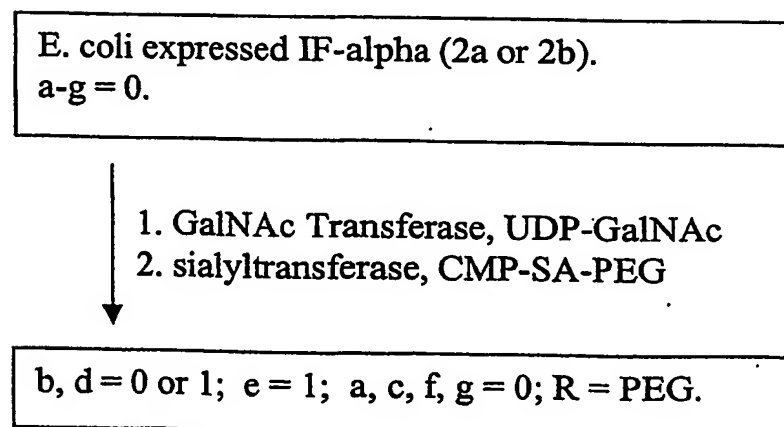 E. coli expressed IF-alpha (2a or 2b).
a-g = 0.
1. GalNAc Transferase, UDP-GalNAc
2. sialyltransferase, CMP-SA-PEG
b, d = 0 or 1; e = 1; a, c, f, g = 0; R = PEG.